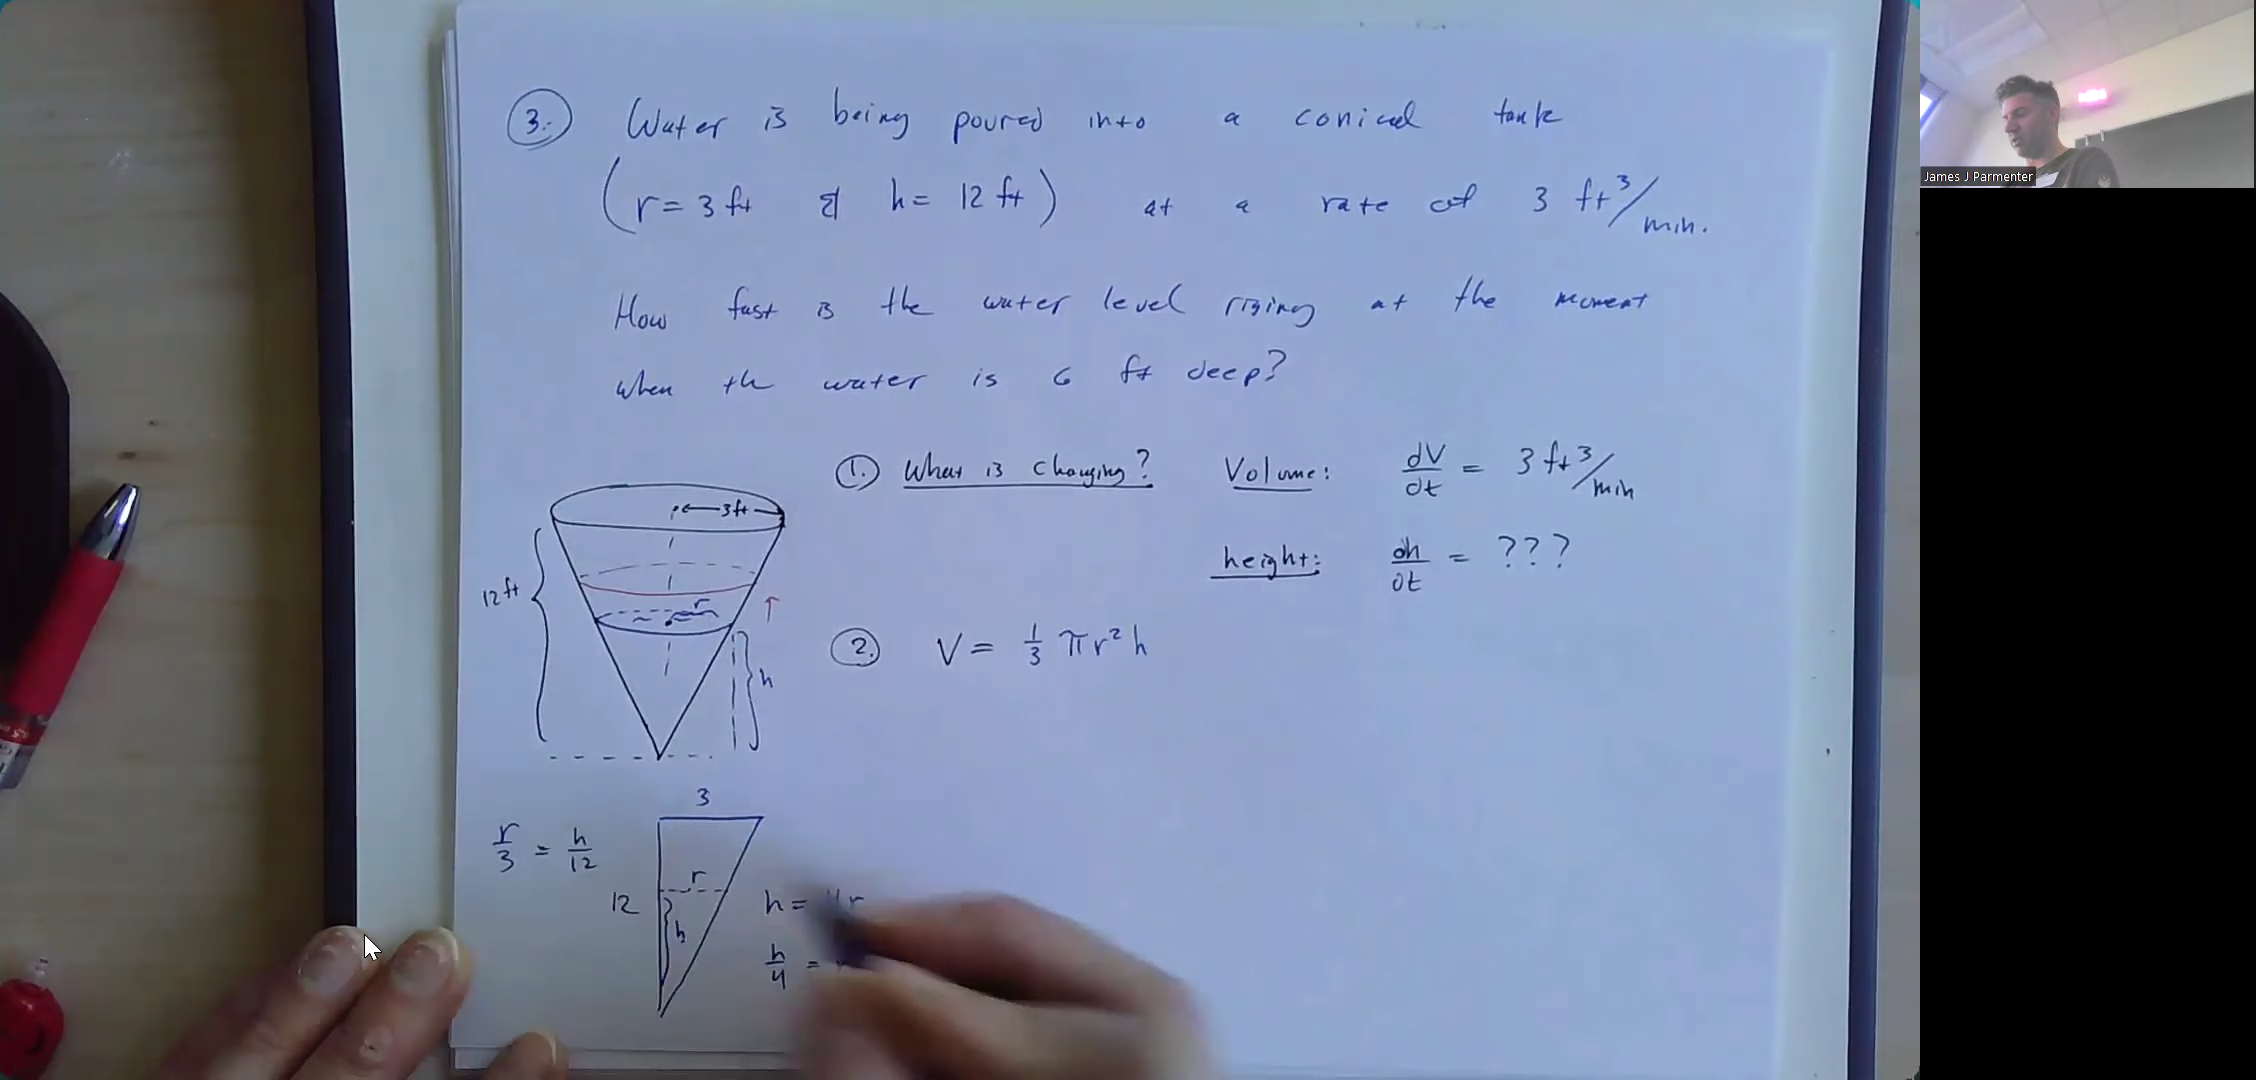 3. Water is being poured into a conical tank
(r = 3 ft & h = 12 ft) at a rate of 3 ft³/min.
How fast is the water level rising at the moment
when the water is 6 ft deep?
1. What is changing? Volume: dV/dt = 3 ft³/min
height: dh/dt = ???
3ft
12 ft
r
h
2. V = 1/3 πr²h
3
r/3 = h/12
r
12
h
h = 4r
h/4 = r
James J Parmenter